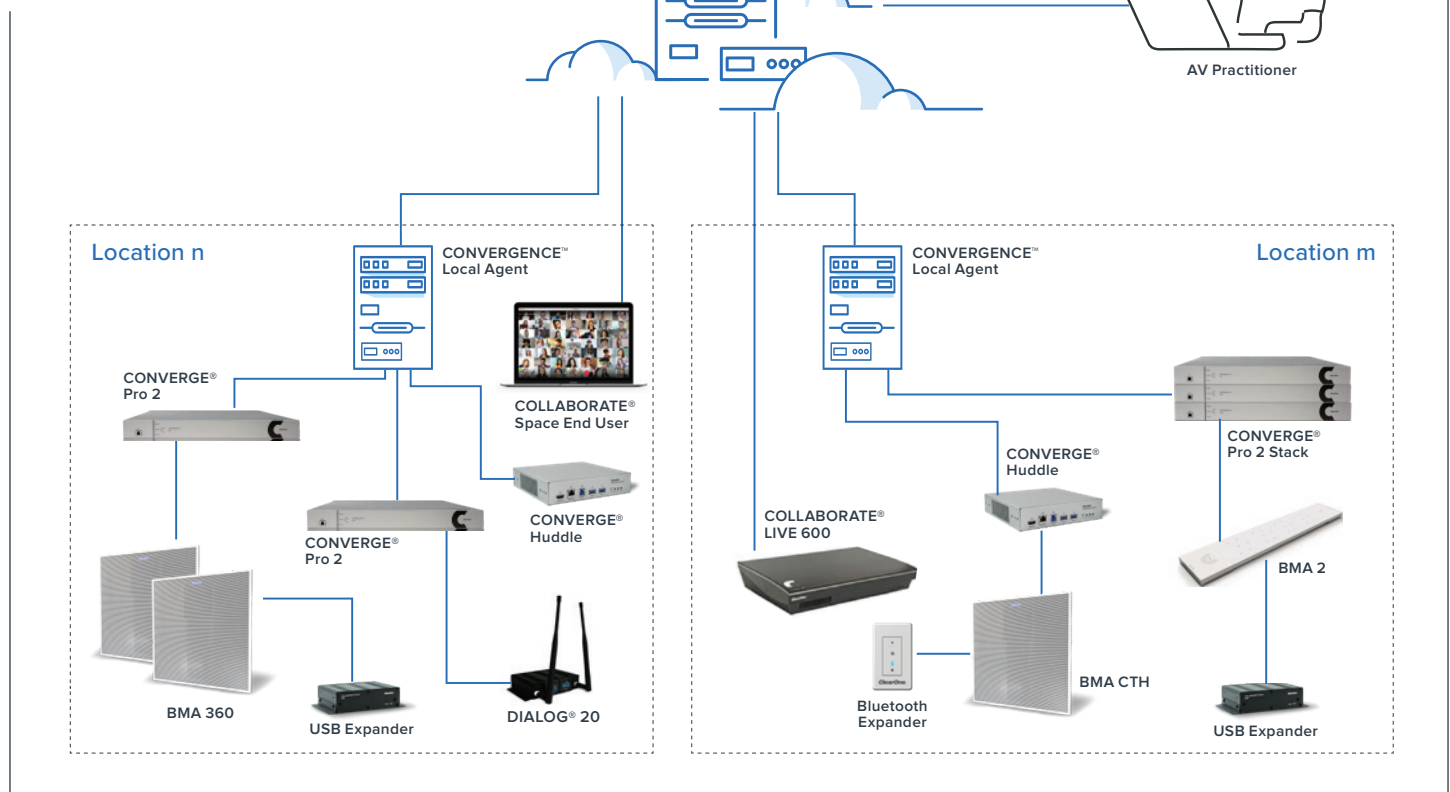 AV Practitioner
Location n
CONVERGENCE™
Local Agent
CONVERGE®
Pro 2
COLLABORATE®
Space End User
CONVERGE®
Pro 2
CONVERGE®
Huddle
BMA 360
USB Expander
DIALOG® 20
Location m
CONVERGENCE™
Local Agent
CONVERGE®
Pro 2 Stack
CONVERGE®
Huddle
COLLABORATE®
LIVE 600
BMA 2
ClearOne
Bluetooth
Expander
BMA CTH
USB Expander